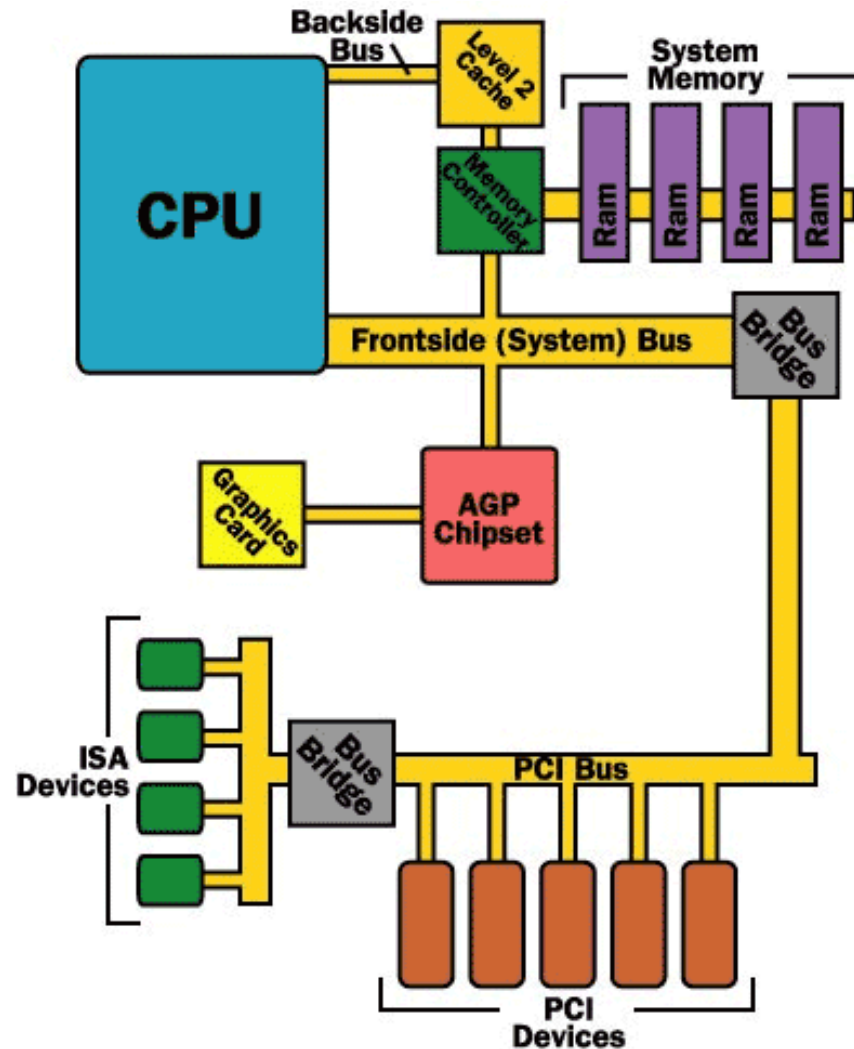 Backside
Bus
Level 2
Cache
System
Memory
CPU
Memory
Controller
Ram
Ram
Ram
Ram
Frontside (System) Bus
Bus
Bridge
Graphics
Card
AGP
Chipset
ISA
Devices
Bus
Bridge
PCI Bus
PCI
Devices